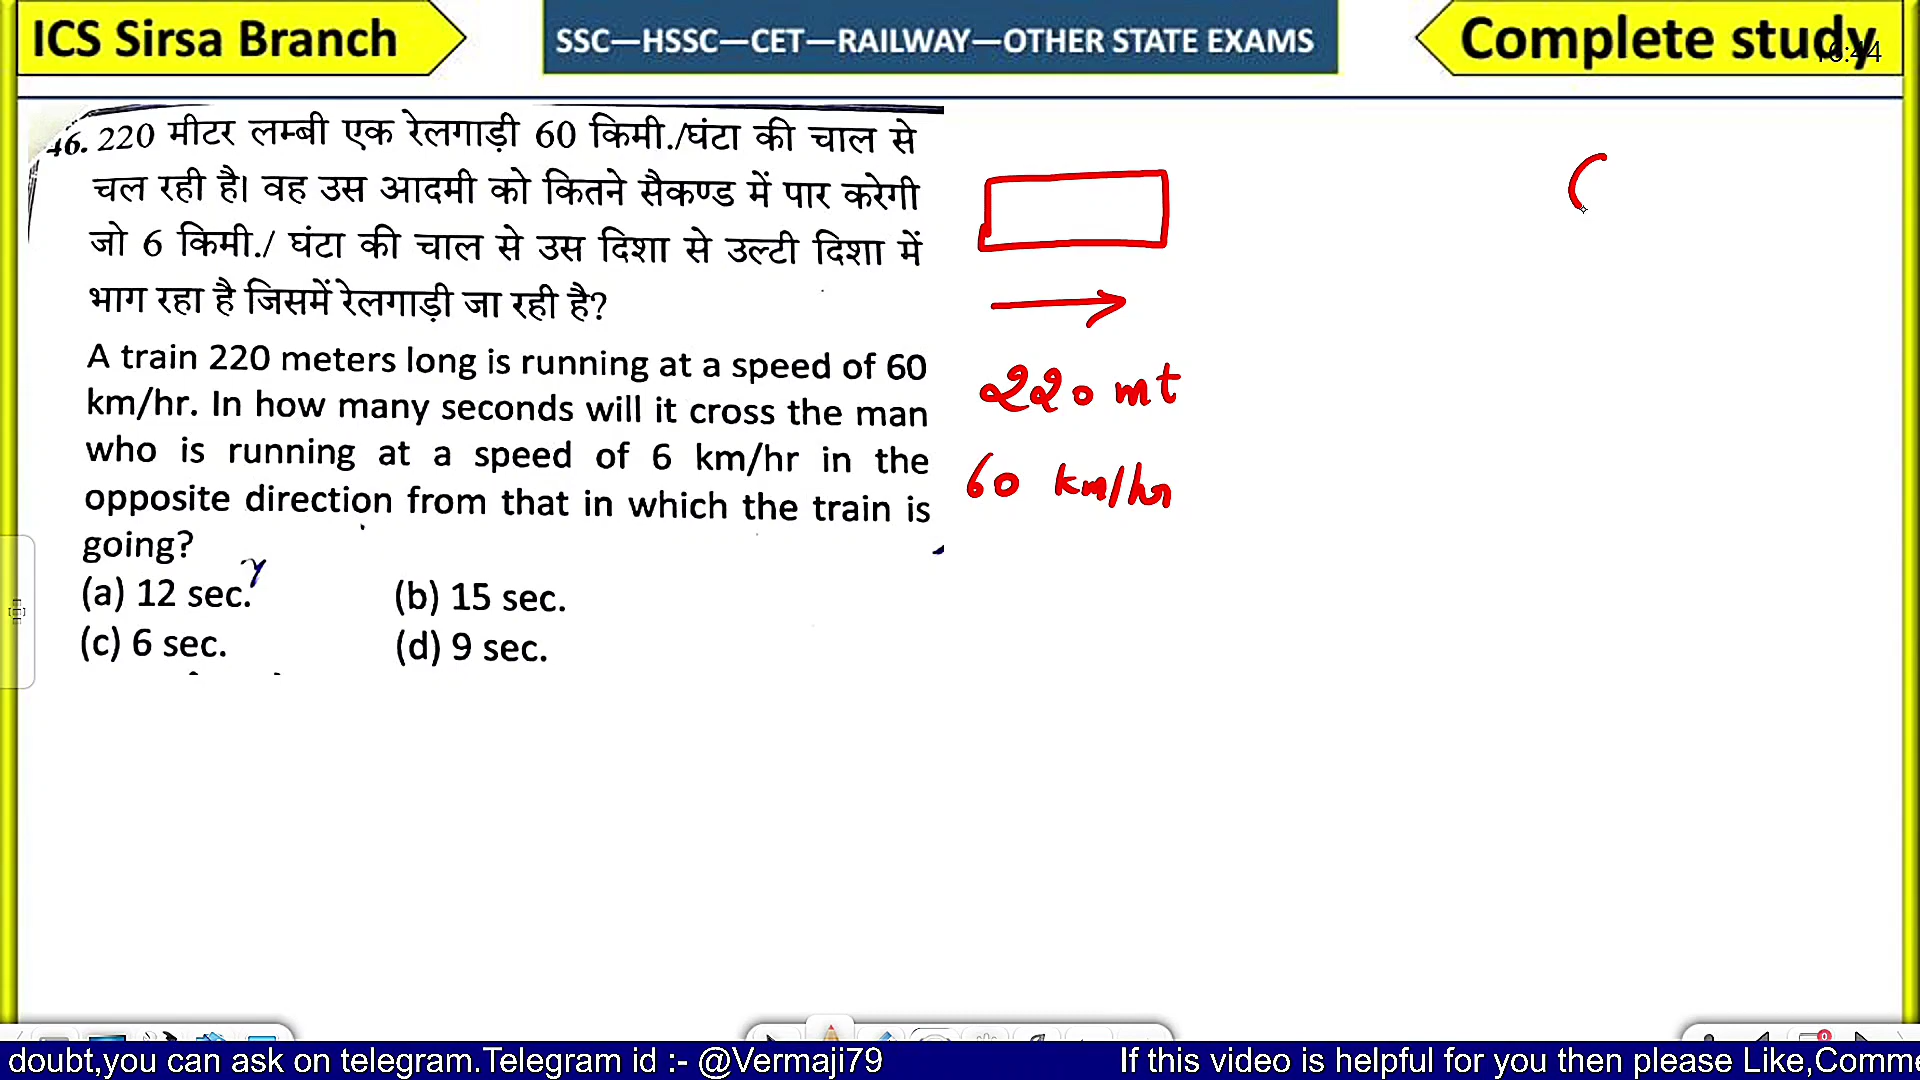 ICS Sirsa Branch
SSC—HSSC—CET—RAILWAY—OTHER STATE EXAMS
Complete study
46. 220 मीटर लम्बी एक रेलगाड़ी 60 किमी./घंटा की चाल से
चल रही है। वह उस आदमी को कितने सैकण्ड में पार करेगी
जो 6 किमी./ घंटा की चाल से उस दिशा से उल्टी दिशा में
भाग रहा है जिसमें रेलगाड़ी जा रही है?
A train 220 meters long is running at a speed of 60
km/hr. In how many seconds will it cross the man
who is running at a speed of 6 km/hr in the
opposite direction from that in which the train is
going?
(a) 12 sec. (b) 15 sec.
(c) 6 sec. (d) 9 sec.
220 mt
60 km/hr
doubt,you can ask on telegram.Telegram id :- @Vermaji79 If this video is helpful for you then please Like,Comme